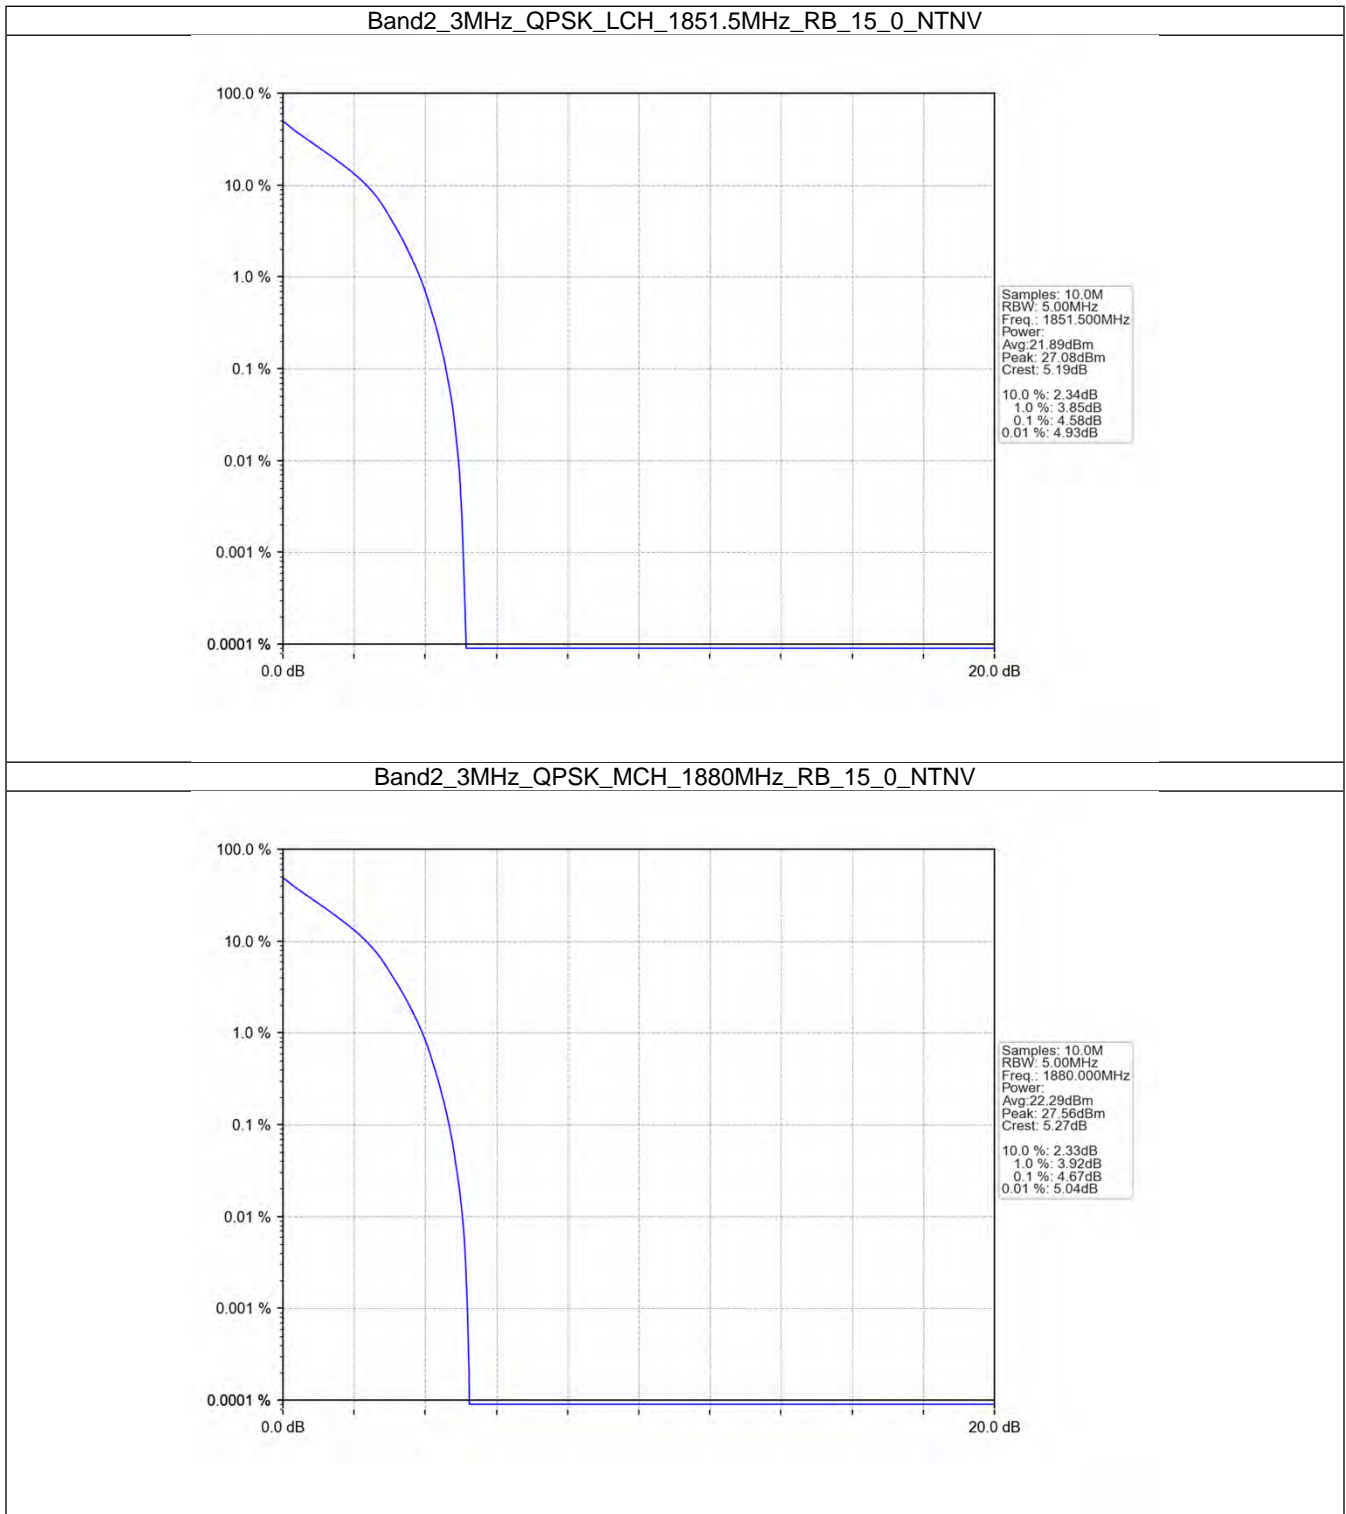 Band2_3MHz_QPSK_LCH_1851.5MHz_RB_15_0_NTNV
100.0 %
10.0 %
1.0 %
0.1 %
0.01 %
0.001 %
0.0001 %
0.0 dB
20.0 dB
Samples: 10.0M
RBW: 5.00MHz
Freq.: 1851.500MHz
Power:
Avg:21.89dBm
Peak: 27.08dBm
Crest: 5.19dB
10.0 %: 2.34dB
1.0 %: 3.85dB
0.1 %: 4.58dB
0.01 %: 4.93dB
Band2_3MHz_QPSK_MCH_1880MHz_RB_15_0_NTNV
100.0 %
10.0 %
1.0 %
0.1 %
0.01 %
0.001 %
0.0001 %
0.0 dB
20.0 dB
Samples: 10.0M
RBW: 5.00MHz
Freq.: 1880.000MHz
Power:
Avg:22.29dBm
Peak: 27.56dBm
Crest: 5.27dB
10.0 %: 2.33dB
1.0 %: 3.92dB
0.1 %: 4.67dB
0.01 %: 5.04dB